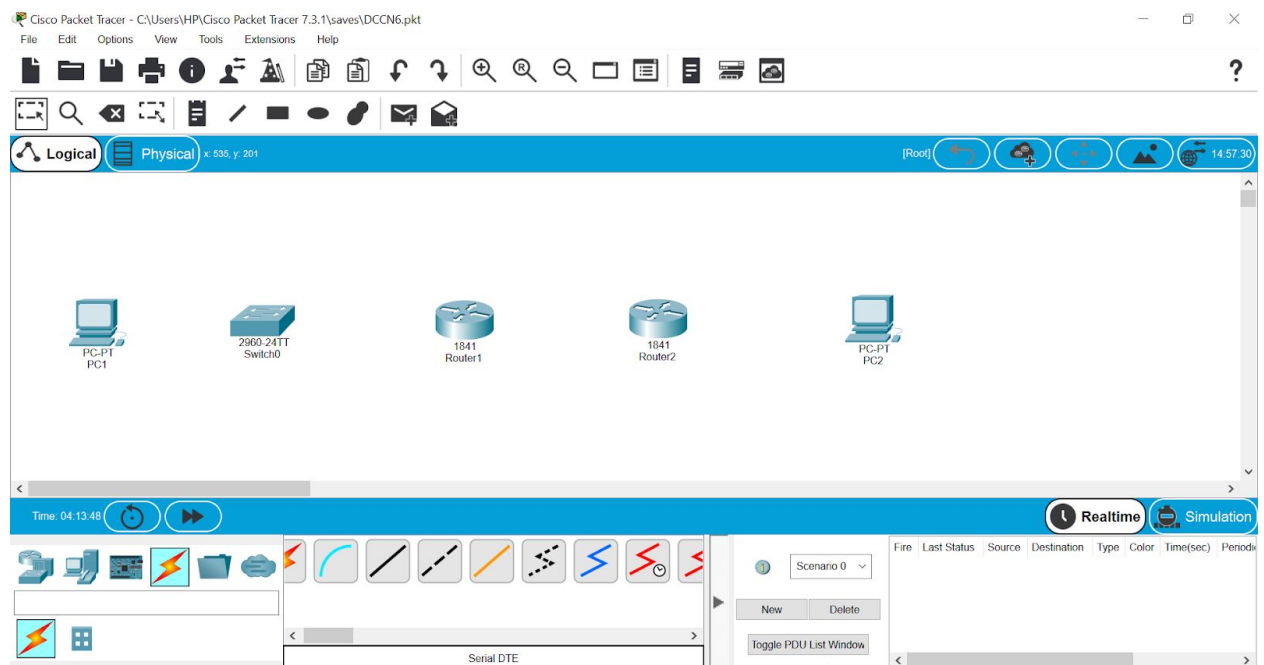 Cisco Packet Tracer - C:\Users\HP\Cisco Packet Tracer 7.3.1\saves\DCCN6.pkt
File Edit Options View Tools Extensions Help
?
Logical Physical x: 535, y: 201 [Root] 14:57:30
PC-PT
PC1
2960-24TT
Switch0
1841
Router1
1841
Router2
PC-PT
PC2
Time: 04:13:48 Realtime Simulation
Fire Last Status Source Destination Type Color Time(sec) Periodi
Scenario 0
New Delete
Toggle PDU List Window
Serial DTE